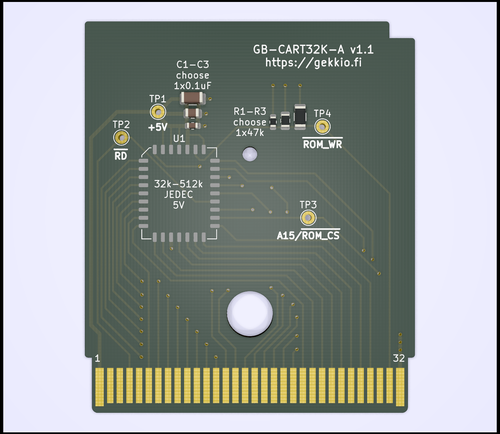 GB-CART32K-A v1.1
https://gekkio.fi
C1-C3
choose
1x0.1uF
TP1
+5V
R1-R3
choose
1x47k
TP4
ROM_WR
TP2
RD
U1
32k-512k
JEDEC
5V
TP3
A15/ROM_CS
1
32